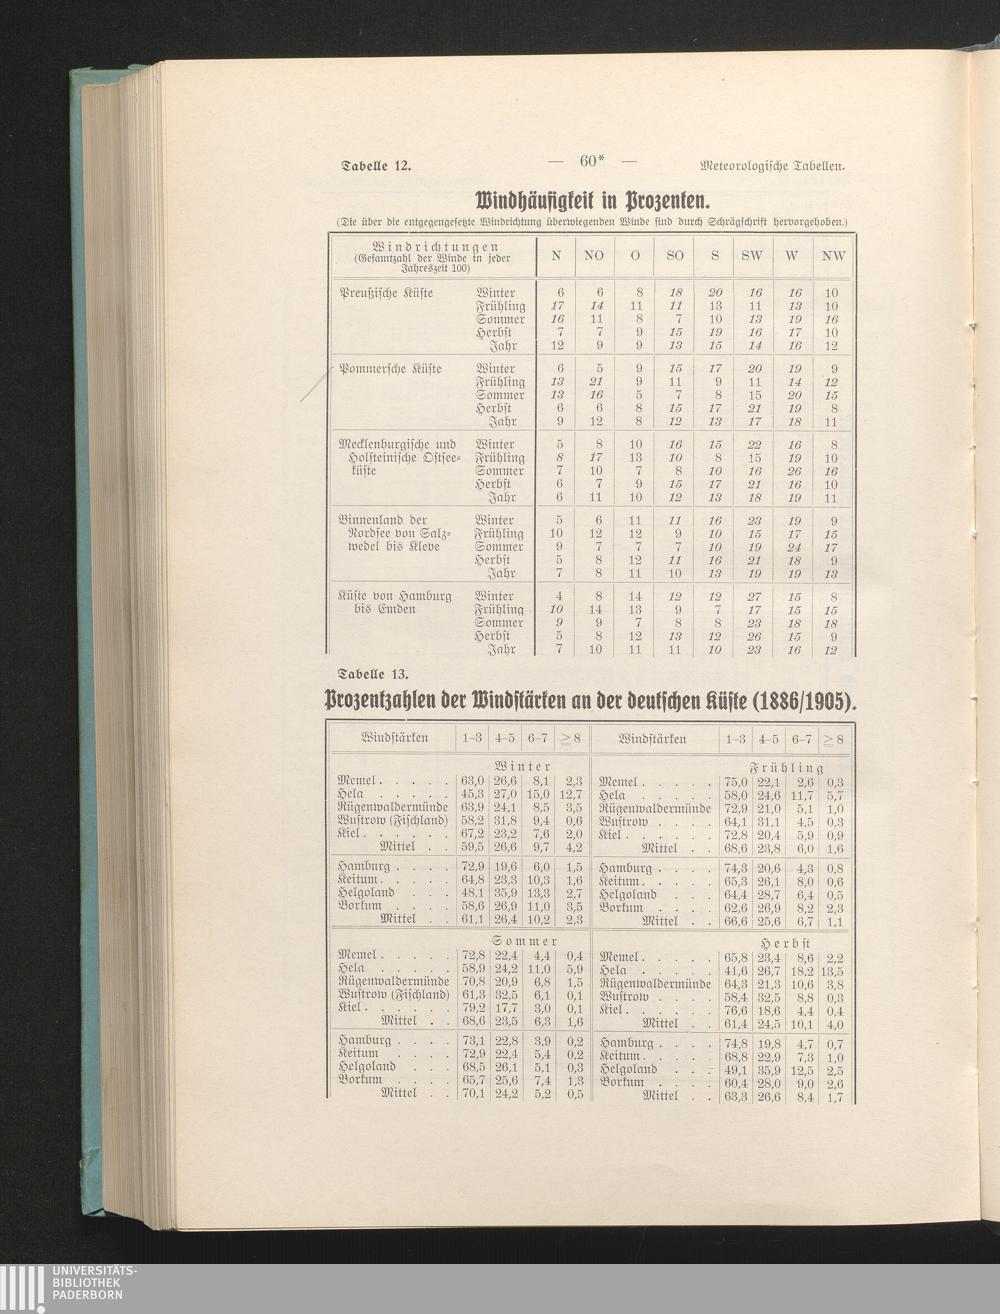 Tabelle 12. — 60* — Meteorologische Tabellen.
Windhäufigkeit in Prozenten.
(Die über die entgegengesetzte Windrichtung überwiegenden Winde sind durch Schrägschrift hervorgehoben.)
Windrichtungen
(Gesamtzahl der Winde in jeder
Jahreszeit 100)
N NO O SO S SW W NW
Preußische Küste Winter 6 6 8 18 20 16 16 10
Frühling 17 14 11 11 13 11 13 10
Sommer 16 11 8 7 10 13 19 16
Herbst 7 7 9 15 19 16 17 10
Jahr 12 9 9 13 15 14 16 12
Pommersche Küste Winter 6 5 9 15 17 20 19 9
Frühling 13 21 9 11 9 11 14 12
Sommer 13 16 5 7 8 15 20 15
Herbst 6 6 8 15 17 21 19 8
Jahr 9 12 8 12 13 17 18 11
Mecklenburgische und Winter 5 8 10 16 15 22 16 8
Holsteinische Ostsee= Frühling 8 17 13 10 8 15 19 10
küste Sommer 7 10 7 8 10 16 26 16
Herbst 6 7 9 15 17 21 16 10
Jahr 6 11 10 12 13 18 19 11
Binnenland der Winter 5 6 11 11 16 23 19 9
Nordsee von Salz= Frühling 10 12 12 9 10 15 17 15
wedel bis Kleve Sommer 9 7 7 7 10 19 24 17
Herbst 5 8 12 11 16 21 18 9
Jahr 7 8 11 10 13 19 19 13
Küste von Hamburg Winter 4 8 14 12 12 27 15 8
bis Emden Frühling 10 14 13 9 7 17 15 15
Sommer 9 9 7 8 8 23 18 18
Herbst 5 8 12 13 12 26 15 9
Jahr 7 10 11 11 10 23 16 12
Tabelle 13.
Prozentzahlen der Windstärken an der deutschen Küste (1886/1905).
Windstärken 1–3 4–5 6–7 ≧8 Windstärken 1–3 4–5 6–7 ≧8
Winter
Memel . . . . . 63,0 26,6 8,1 2,3
Hela . . . . . 45,3 27,0 15,0 12,7
Rügenwaldermünde 63,9 24,1 8,5 3,5
Wustrow (Fischland) 58,2 31,8 9,4 0,6
Kiel . . . . . . 67,2 23,2 7,6 2,0
Mittel . . 59,5 26,6 9,7 4,2
Hamburg . . . . 72,9 19,6 6,0 1,5
Keitum . . . . . 64,8 23,3 10,3 1,6
Helgoland . . . 48,1 35,9 13,3 2,7
Borkum . . . . 58,6 26,9 11,0 3,5
Mittel . . 61,1 26,4 10,2 2,3
Frühling
Memel . . . . . 75,0 22,1 2,6 0,3
Hela . . . . . 58,0 24,6 11,7 5,7
Rügenwaldermünde 72,9 21,0 5,1 1,0
Wustrow . . . . 64,1 31,1 4,5 0,3
Kiel . . . . . . 72,8 20,4 5,9 0,9
Mittel . . 68,6 23,8 6,0 1,6
Hamburg . . . . 74,3 20,6 4,3 0,8
Keitum . . . . . 65,3 26,1 8,0 0,6
Helgoland . . . 64,4 28,7 6,4 0,5
Borkum . . . . 62,6 26,9 8,2 2,3
Mittel . . 66,6 25,6 6,7 1,1
Sommer
Memel . . . . . 72,8 22,4 4,4 0,4
Hela . . . . . 58,9 24,2 11,0 5,9
Rügenwaldermünde 70,8 20,9 6,8 1,5
Wustrow (Fischland) 61,3 32,5 6,1 0,1
Kiel . . . . . . 79,2 17,7 3,0 0,1
Mittel . . 68,6 23,5 6,3 1,6
Hamburg . . . . 73,1 22,8 3,9 0,2
Keitum . . . . 72,9 22,4 5,4 0,2
Helgoland . . . 68,5 26,1 5,1 0,3
Borkum . . . . 65,7 25,6 7,4 1,3
Mittel . . 70,1 24,2 5,2 0,5
Herbst
Memel . . . . . 65,8 23,4 8,6 2,2
Hela . . . . . 41,6 26,7 18,2 13,5
Rügenwaldermünde 64,3 21,3 10,6 3,8
Wustrow . . . . 58,4 32,5 8,8 0,3
Kiel . . . . . . 76,6 18,6 4,4 0,4
Mittel . . 61,4 24,5 10,1 4,0
Hamburg . . . . 74,8 19,8 4,7 0,7
Keitum . . . . . 68,8 22,9 7,3 1,0
Helgoland . . . 49,1 35,9 12,5 2,5
Borkum . . . . 60,4 28,0 9,0 2,6
Mittel . . 63,3 26,6 8,4 1,7
UNIVERSITÄTS-
BIBLIOTHEK
PADERBORN